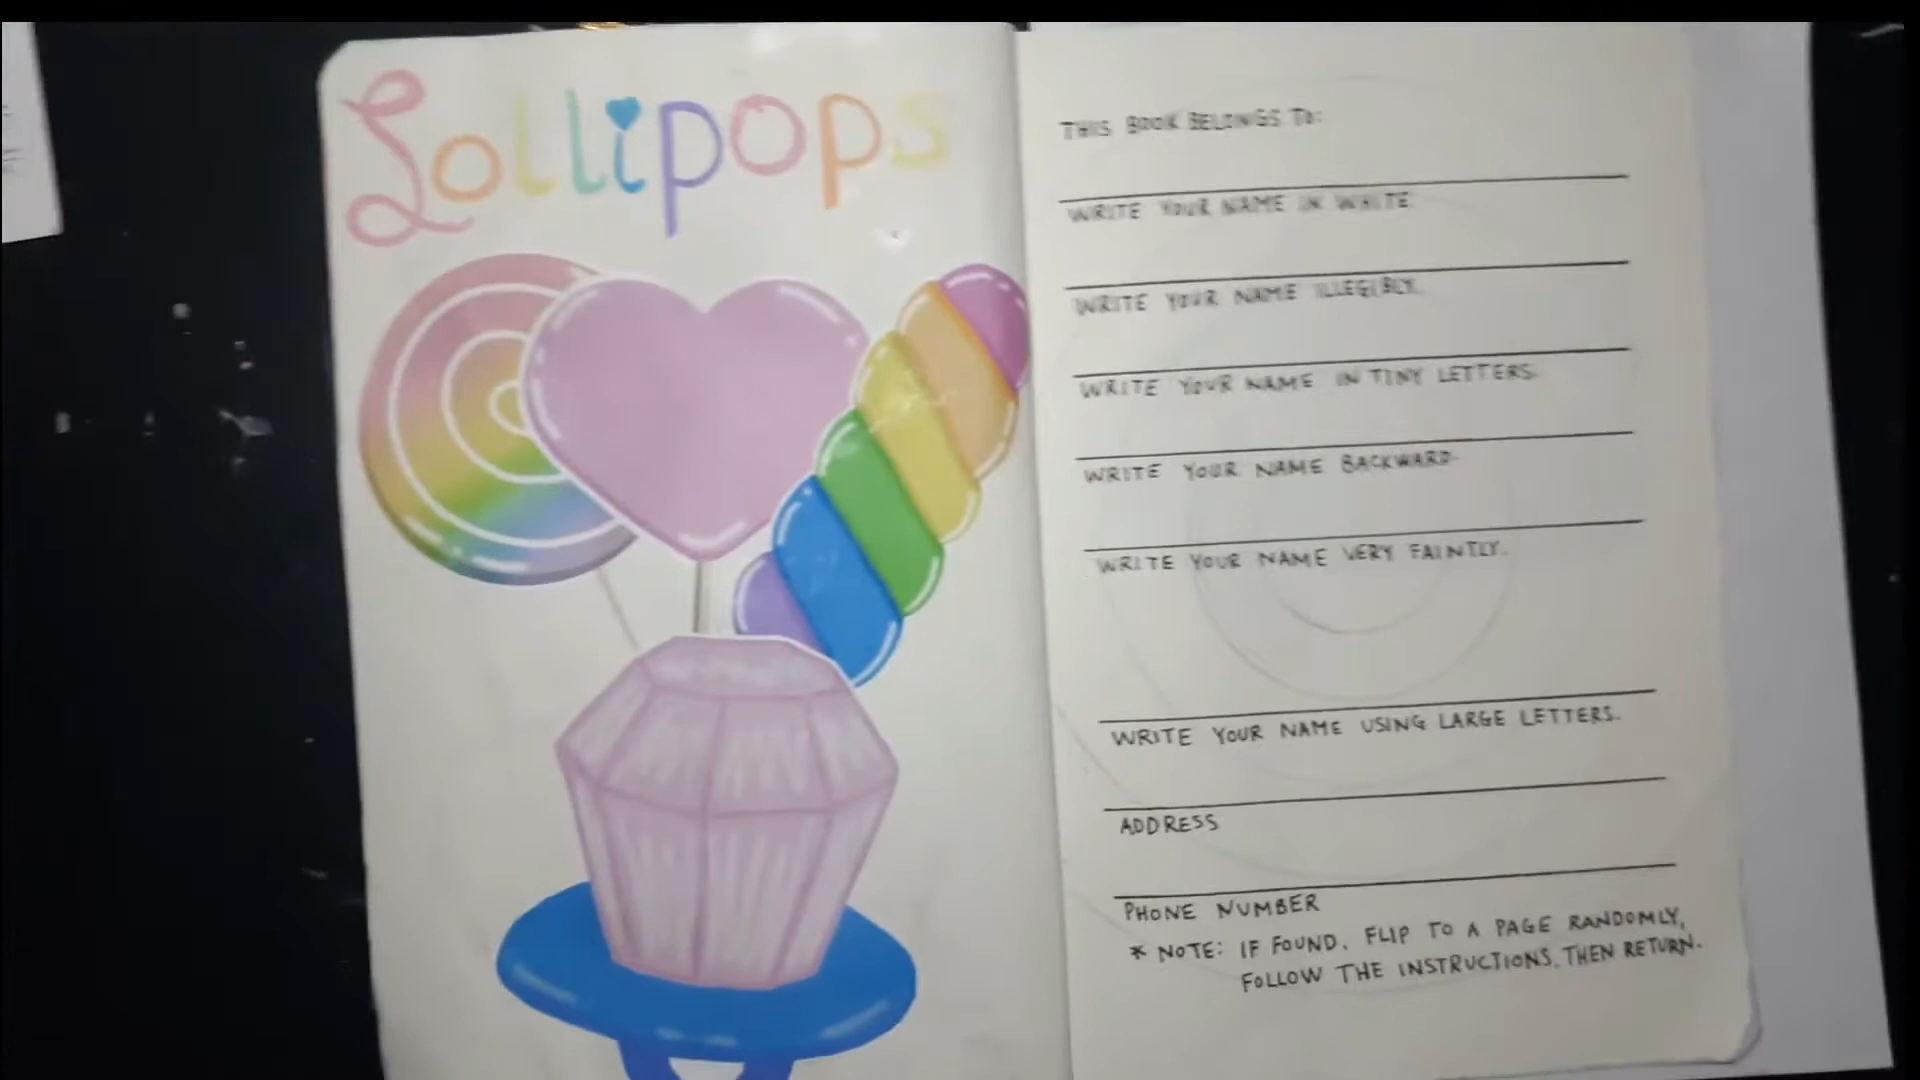 Lollipops
THIS BOOK BELONGS TO:
WRITE YOUR NAME IN WHITE.
WRITE YOUR NAME ILLEGIBLY.
WRITE YOUR NAME IN TINY LETTERS.
WRITE YOUR NAME BACKWARD.
WRITE YOUR NAME VERY FAINTLY.
WRITE YOUR NAME USING LARGE LETTERS.
ADDRESS
PHONE NUMBER
* NOTE: IF FOUND, FLIP TO A PAGE RANDOMLY,
FOLLOW THE INSTRUCTIONS, THEN RETURN.